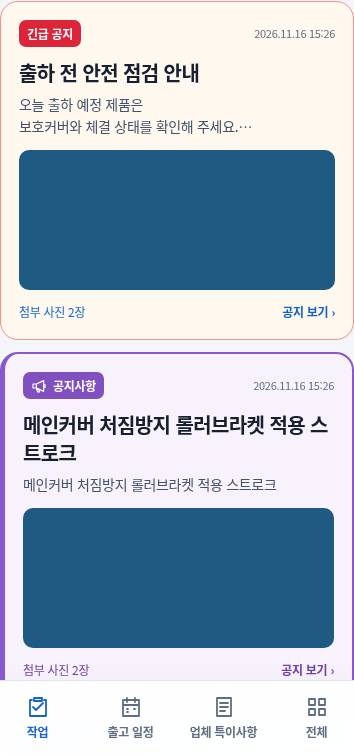 긴급 공지
2026.11.16 15:26
출하 전 안전 점검 안내
오늘 출하 예정 제품은
보호커버와 체결 상태를 확인해 주세요.…
첨부 사진 2장
공지 보기 ›
공지사항
2026.11.16 15:26
메인커버 처짐방지 롤러브라켓 적용 스
트로크
메인커버 처짐방지 롤러브라켓 적용 스트로크
첨부 사진 2장
공지 보기 ›
작업
출고 일정
업체 특이사항
전체